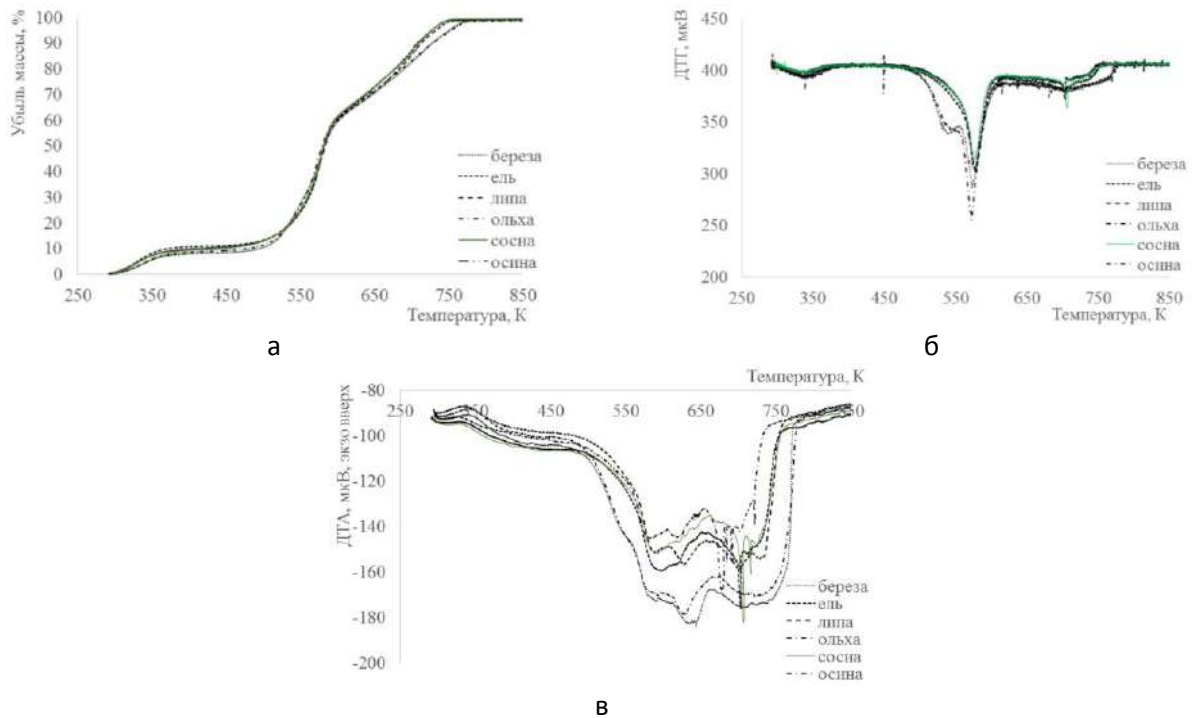 Убыль массы, %
100
90
80
70
60
50
40
30
20
10
0
береза
ель
липа
ольха
сосна
осина
250 350 450 550 650 750 850
Температура, К
а
ДТГ, мкВ
450
400
350
300
250
200
береза
ель
липа
ольха
сосна
осина
250 350 450 550 650 750 850
Температура, К
б
Температура, К
ДТА, мкВ, экзо вверх
-80
250 350 450 550 650 750
-100
-120
-140
-160
-180
-200
береза
ель
липа
ольха
сосна
осина
в